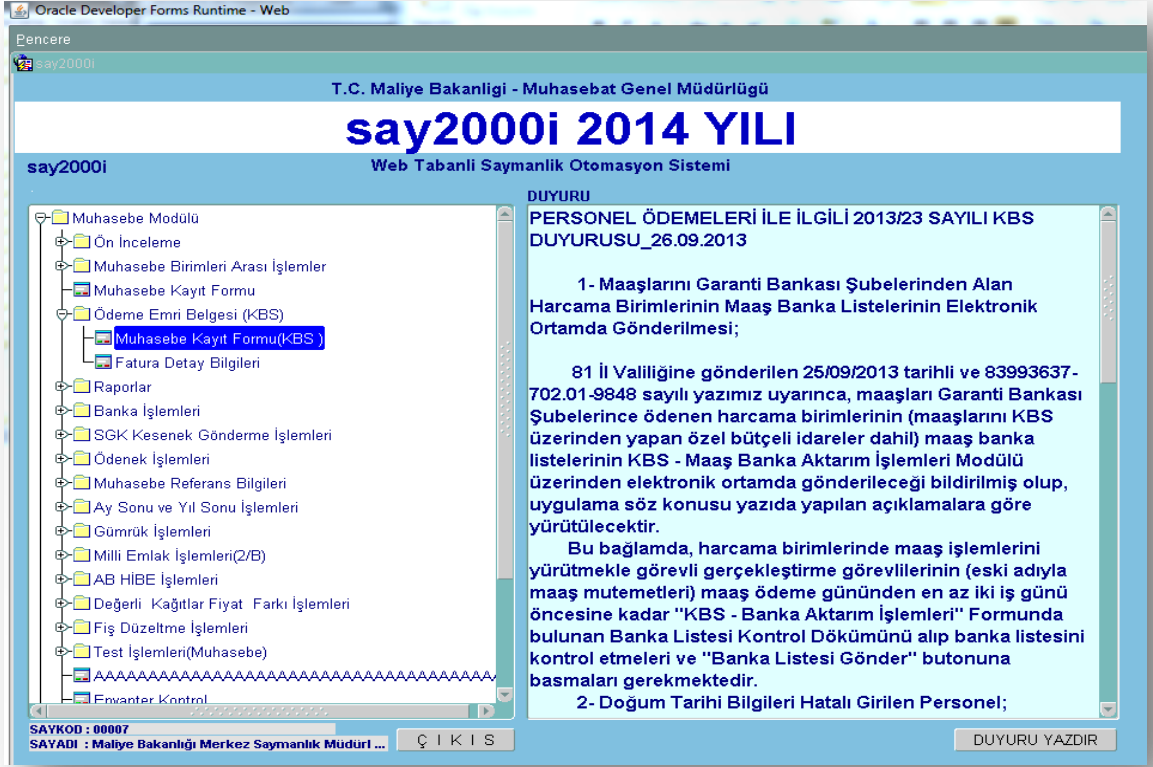 Oracle Developer Forms Runtime - Web
Pencere
say2000i
T.C. Maliye Bakanligi - Muhasebat Genel Müdürlügü
say2000i 2014 YILI
say2000i
Web Tabanli Saymanlik Otomasyon Sistemi
Muhasebe Modülü
Ön İnceleme
Muhasebe Birimleri Arası İşlemler
Muhasebe Kayıt Formu
Ödeme Emri Belgesi (KBS)
Muhasebe Kayıt Formu(KBS )
Fatura Detay Bilgileri
Raporlar
Banka İşlemleri
SGK Kesenek Gönderme İşlemleri
Ödenek İşlemleri
Muhasebe Referans Bilgileri
Ay Sonu ve Yıl Sonu İşlemleri
Gümrük İşlemleri
Milli Emlak İşlemleri(2/B)
AB HİBE İşlemleri
Değerli Kağıtlar Fiyat Farkı İşlemleri
Fiş Düzeltme İşlemleri
Test İşlemleri(Muhasebe)
Envanter Kontrol
DUYURU
PERSONEL ÖDEMELERİ İLE İLGİLİ 2013/23 SAYILI KBS
DUYURUSU_26.09.2013
1- Maaşlarını Garanti Bankası Şubelerinden Alan
Harcama Birimlerinin Maaş Banka Listelerinin Elektronik
Ortamda Gönderilmesi;
81 İl Valiliğine gönderilen 25/09/2013 tarihli ve 83993637-
702.01-9848 sayılı yazımız uyarınca, maaşları Garanti Bankası
Şubelerince ödenen harcama birimlerinin (maaşlarını KBS
üzerinden yapan özel bütçeli idareler dahil) maaş banka
listelerinin KBS - Maaş Banka Aktarım İşlemleri Modülü
üzerinden elektronik ortamda gönderileceği bildirilmiş olup,
uygulama söz konusu yazıda yapılan açıklamalara göre
yürütülecektir.
Bu bağlamda, harcama birimlerinde maaş işlemlerini
yürütmekle görevli gerçekleştirme görevlilerinin (eski adıyla
maaş mutemetleri) maaş ödeme gününden en az iki iş günü
öncesine kadar "KBS - Banka Aktarım İşlemleri" Formunda
bulunan Banka Listesi Kontrol Dökümünü alıp banka listesini
kontrol etmeleri ve "Banka Listesi Gönder" butonuna
basmaları gerekmektedir.
2- Doğum Tarihi Bilgileri Hatalı Girilen Personel;
SAYKOD : 00007
SAYADI : Maliye Bakanlığı Merkez Saymanlık Müdürl ...
Ç I K I S
DUYURU YAZDIR